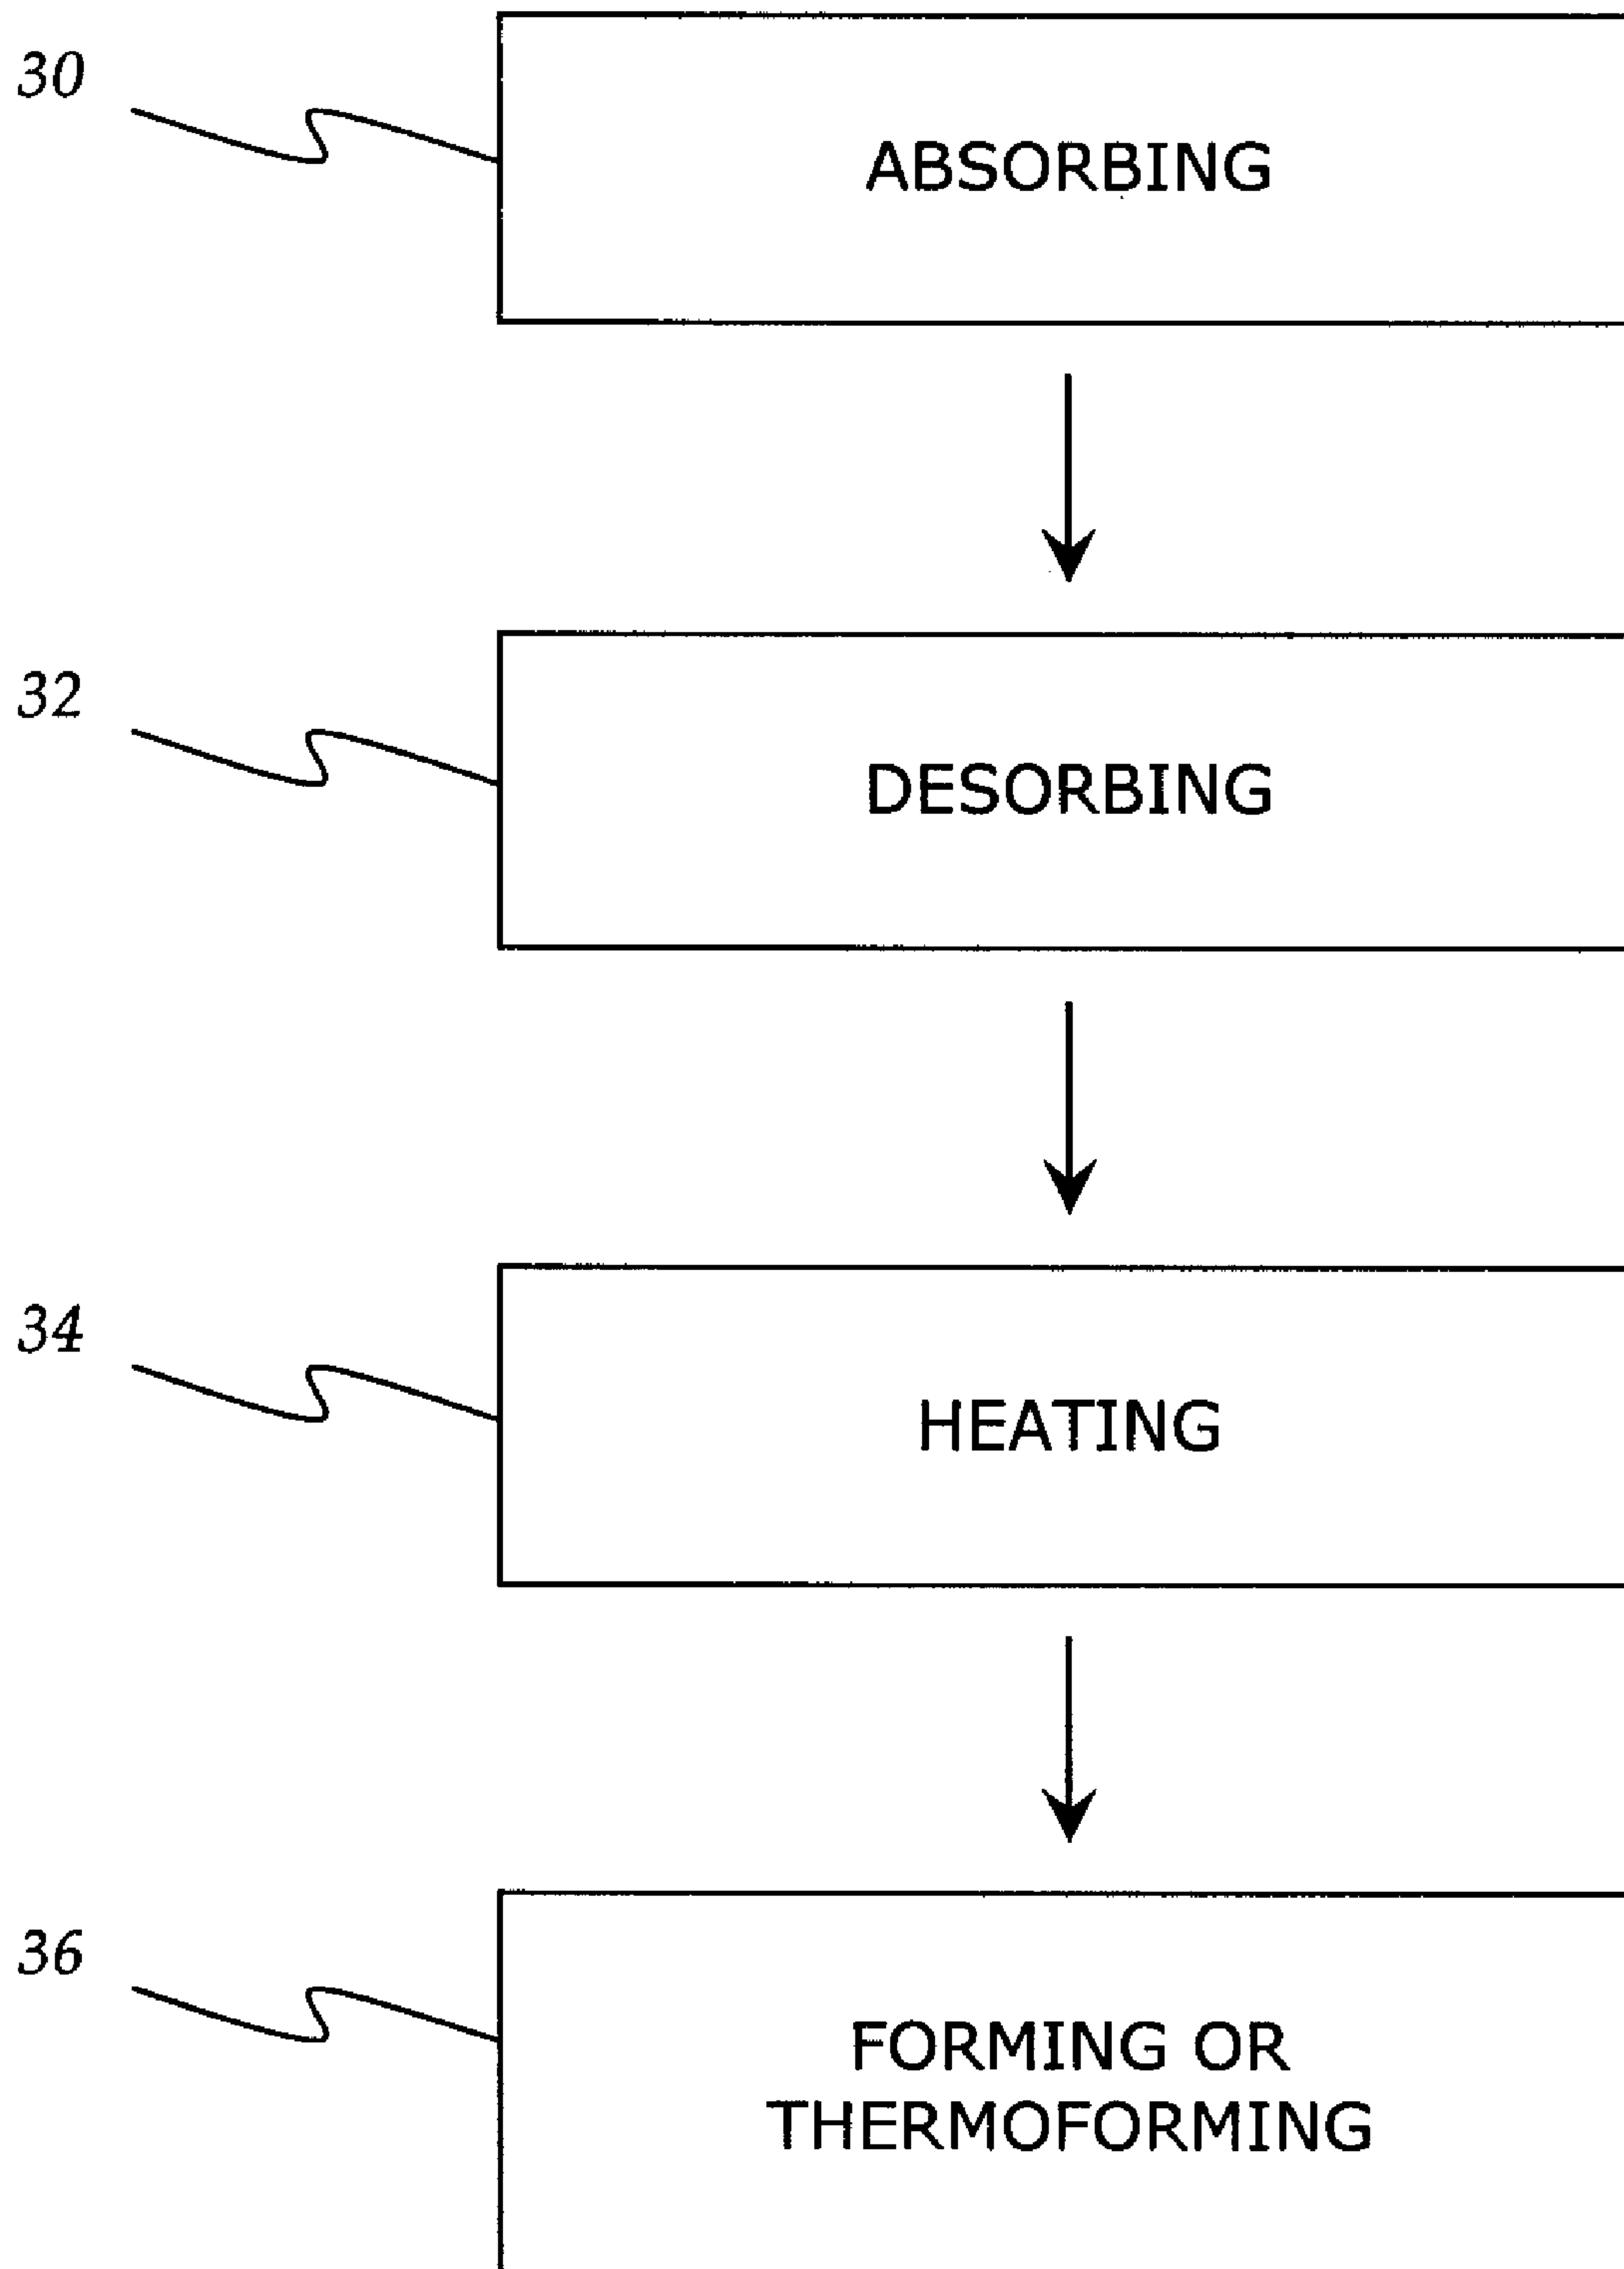 30
ABSORBING
32
DESORBING
34
HEATING
36
FORMING OR
THERMOFORMING